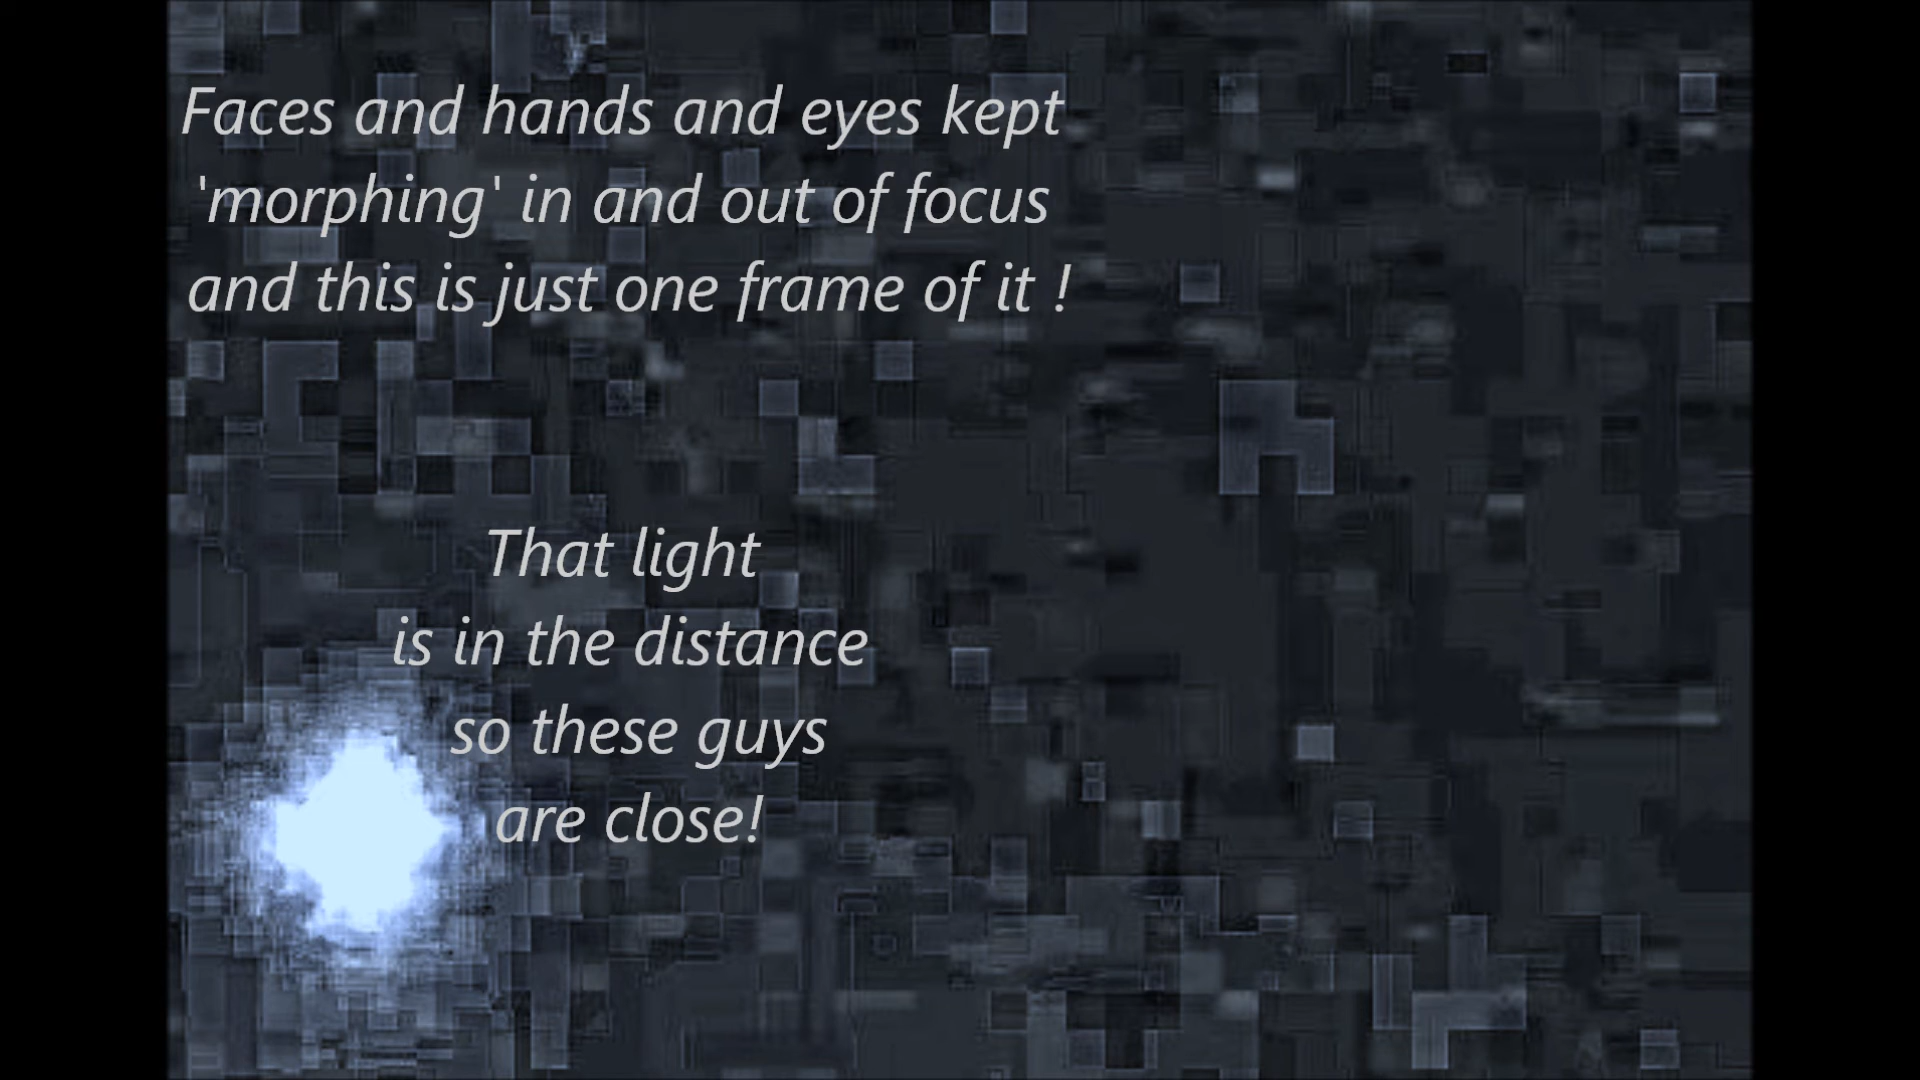 Faces and hands and eyes kept
'morphing' in and out of focus
and this is just one frame of it !
That light
is in the distance
so these guys
are close!